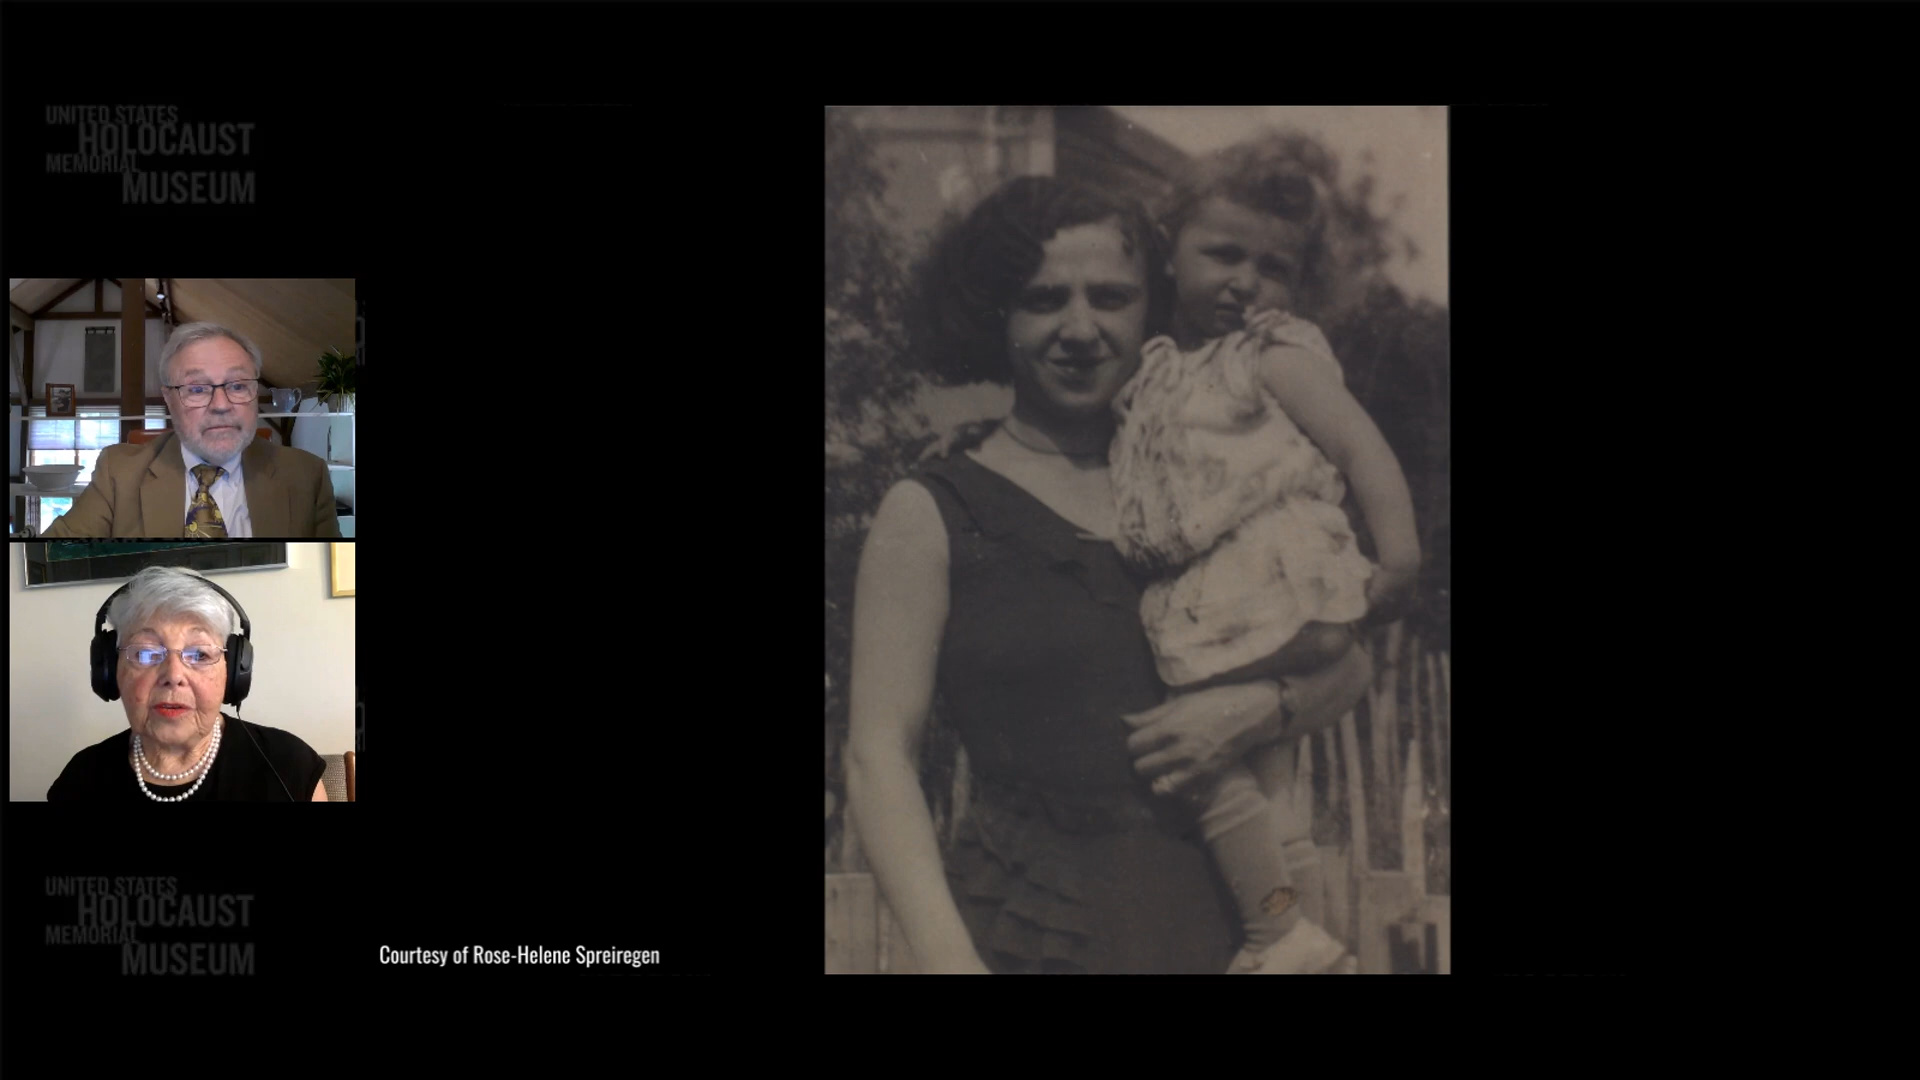 UNITED STATES
HOLOCAUST
MEMORIAL
MUSEUM
UNITED STATES
HOLOCAUST
MEMORIAL
MUSEUM
Courtesy of Rose-Helene Spreiregen